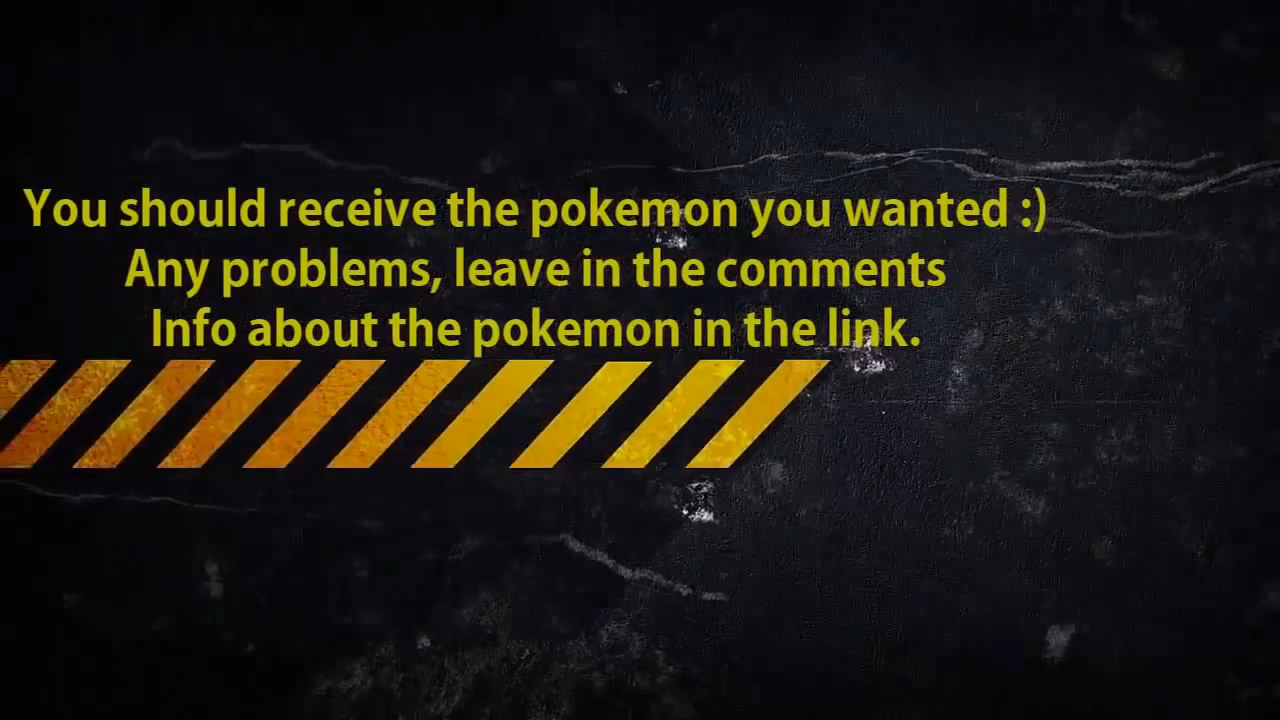 You should receive the pokemon you wanted :)
Any problems, leave in the comments
Info about the pokemon in the link.